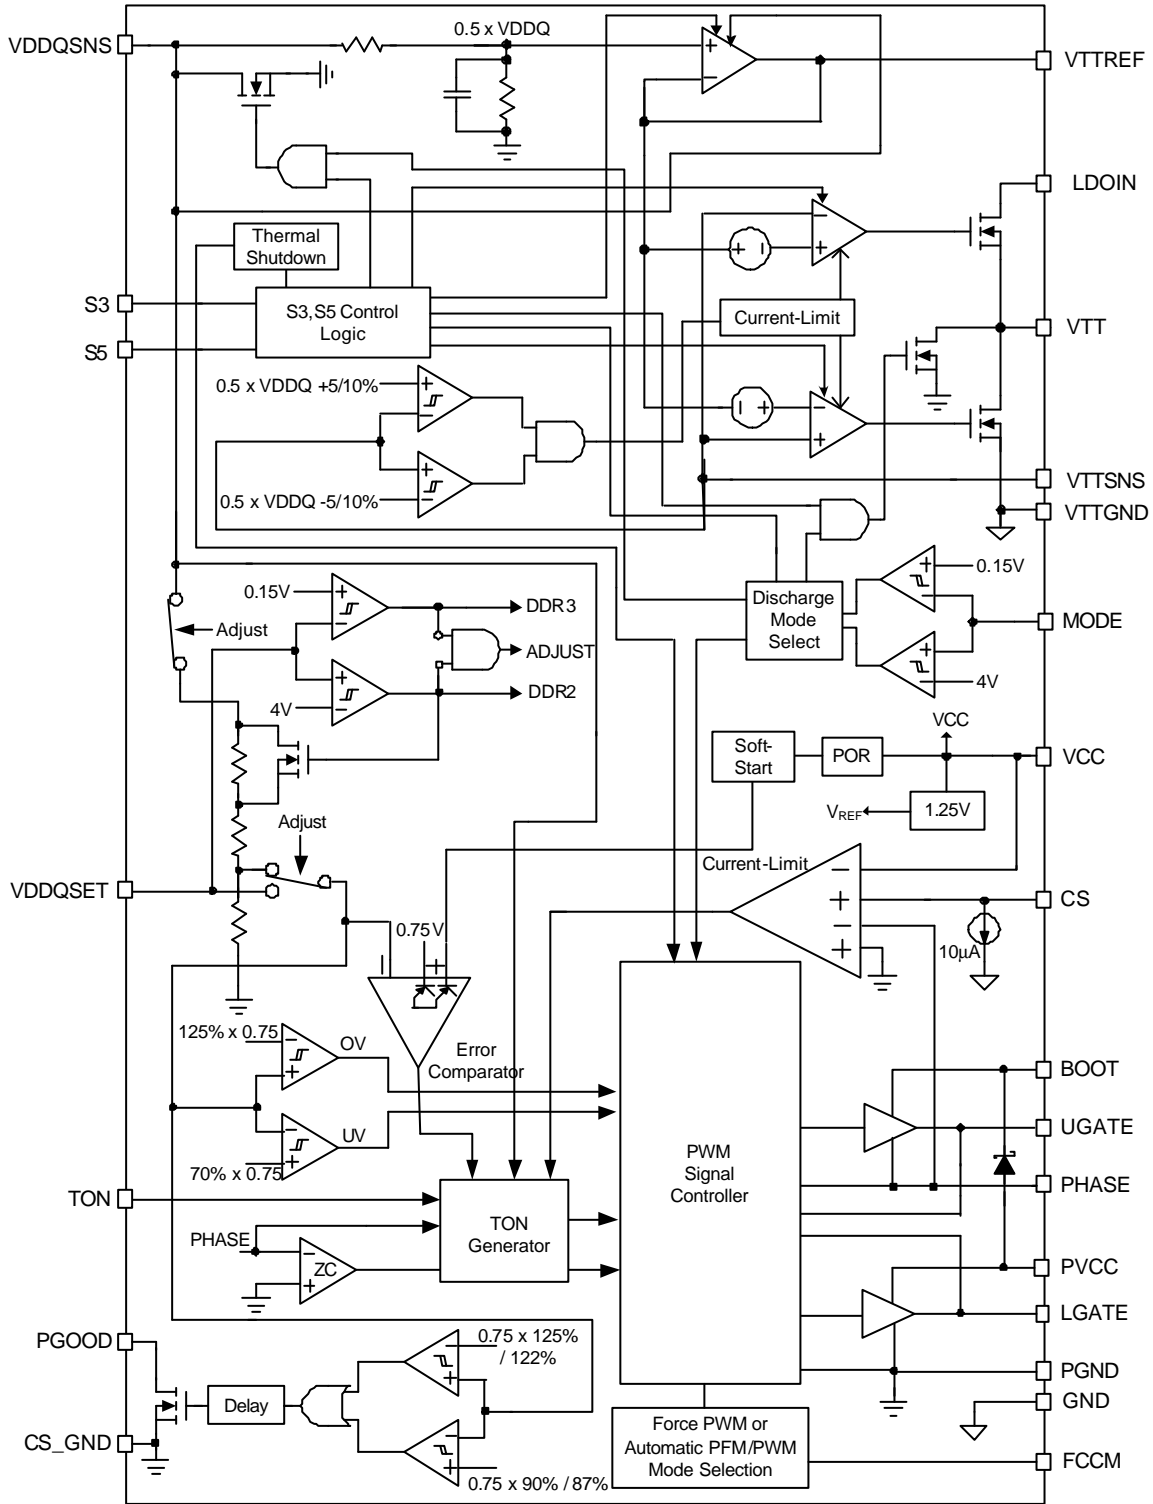 VDDQSNS
0.5 x VDDQ
+
−
VTTREF
LDOIN
Thermal
Shutdown
−
+
+ −
S3
S5
S3,S5 Control
Logic
Current-Limit
VTT
0.5 x VDDQ +5/10%
+
−
− +
−
+
+
−
0.5 x VDDQ -5/10%
VTTSNS
VTTGND
0.15V
+
−
DDR3
Adjust
ADJUST
+
−
DDR2
4V
Discharge
Mode
Select
+
−
0.15V
MODE
+
−
4V
VCC
Soft-
Start
POR
VCC
VREF
1.25V
Adjust
Current-Limit
−
+
−
+
VDDQSET
CS
10µA
0.75 V
−
+
Error
Comparator
125% x 0.75
−
+
OV
−
+
UV
70% x 0.75
BOOT
UGATE
PWM
Signal
Controller
PHASE
TON
TON
Generator
PHASE
−
+
ZC
PVCC
LGATE
PGOOD
0.75 x 125%
/ 122%
−
+
PGND
GND
Delay
−
+
0.75 x 90% / 87%
CS_GND
Force PWM or
Automatic PFM/PWM
Mode Selection
FCCM